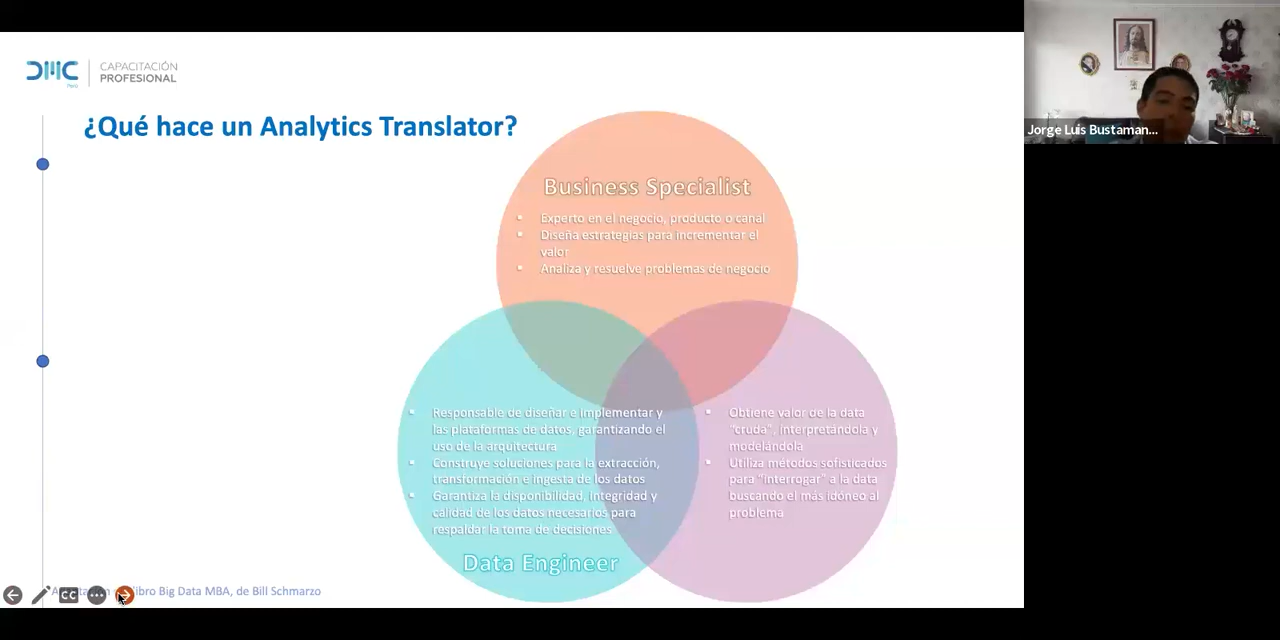 DMC
Perú
CAPACITACIÓN
PROFESIONAL
¿Qué hace un Analytics Translator?
Business Specialist
▪ Experto en el negocio, producto o canal
▪ Diseña estrategias para incrementar el
valor
▪ Analiza y resuelve problemas de negocio
▪ Responsable de diseñar e implementar y
las plataformas de datos, garantizando el
uso de la arquitectura
▪ Construye soluciones para la extracción,
transformación e ingesta de los datos
▪ Garantiza la disponibilidad, integridad y
calidad de los datos necesarios para
respaldar la toma de decisiones
Data Engineer
▪ Obtiene valor de la data
"cruda", interpretándola y
modelándola
▪ Utiliza métodos sofisticados
para "interrogar" a la data
buscando el más idóneo al
problema
libro Big Data MBA, de Bill Schmarzo
CC
Jorge Luis Bustaman...